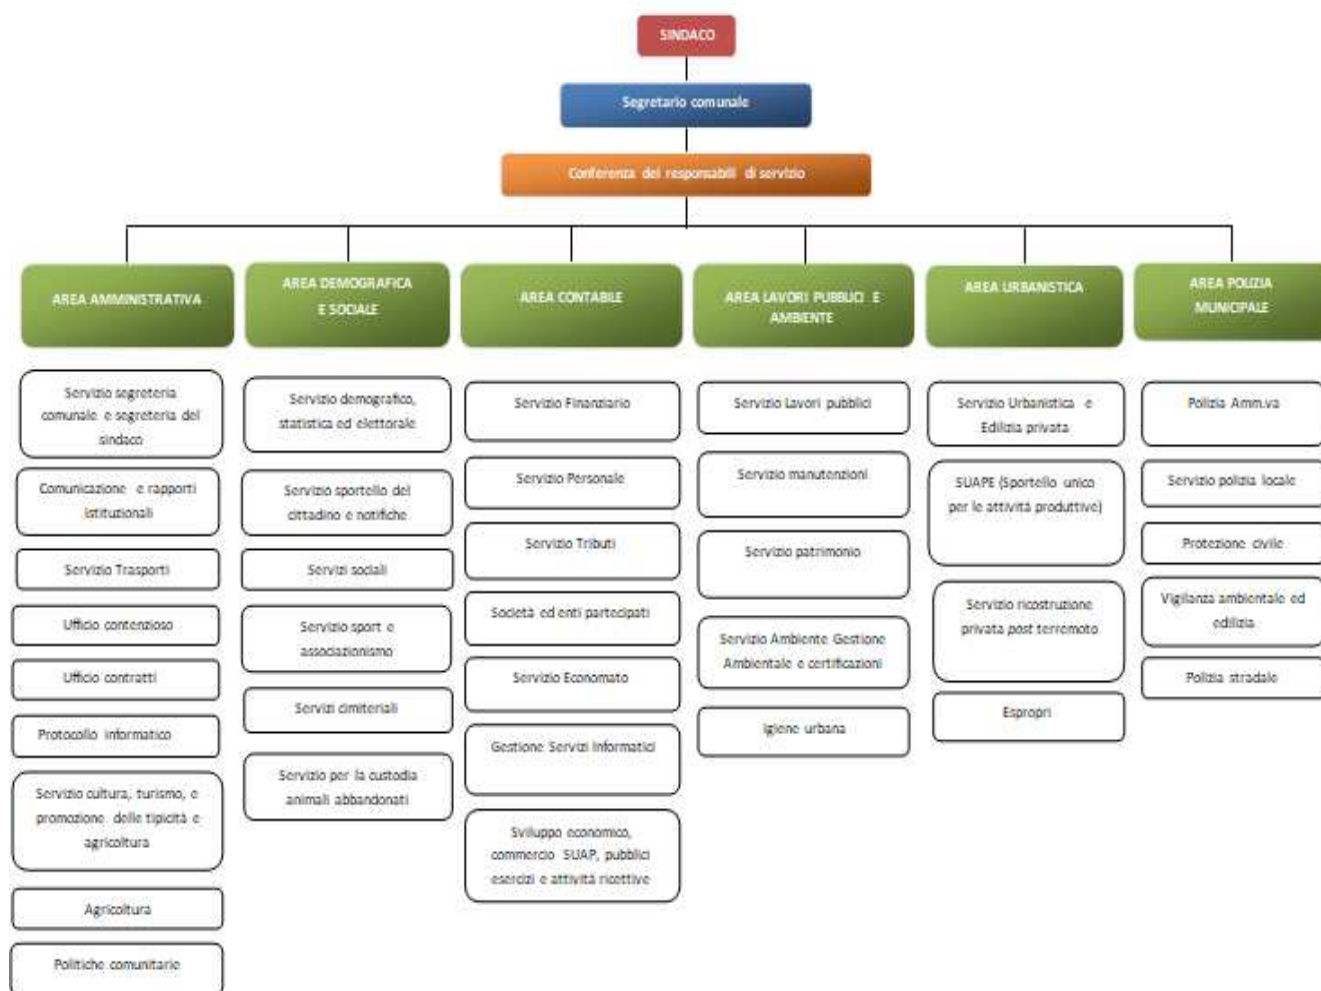 SINDACO
Segretario comunale
Conferenza dei responsabili di servizio
AREA AMMINISTRATIVA
AREA DEMOGRAFICA
E SOCIALE
AREA CONTABILE
AREA LAVORI PUBBLICI E
AMBIENTE
AREA URBANISTICA
AREA POLIZIA
MUNICIPALE
Servizio segreteria
comunale e segreteria del
sindaco
Comunicazione e rapporti
istituzionali
Servizio Trasporti
Ufficio contenzioso
Ufficio contratti
Protocollo informatico
Servizio cultura, turismo, e
promozione delle tipicità e
agricoltura
Agricoltura
Politiche comunitarie
Servizio demografico,
statistica ed elettorale
Servizio sportello del
cittadino e notifiche
Servizi sociali
Servizio sport e
associazionismo
Servizi cimiteriali
Servizio per la custodia
animali abbandonati
Servizio Finanziario
Servizio Personale
Servizio Tributi
Società ed enti partecipati
Servizio Economato
Gestione Servizi Informatici
Sviluppo economico,
commercio SUAP, pubblici
esercizi e attività ricettive
Servizio Lavori pubblici
Servizio manutenzioni
Servizio patrimonio
Servizio Ambiente Gestione
Ambientale e certificazioni
Igiene urbana
Servizio Urbanistica e
Edilizia privata
SUAPE (Sportello unico
per le attività produttive)
Servizio ricostruzione
privata post terremoto
Espropri
Polizia Amm.va
Servizio polizia locale
Protezione civile
Vigilanza ambientale ed
edilizia
Polizia stradale